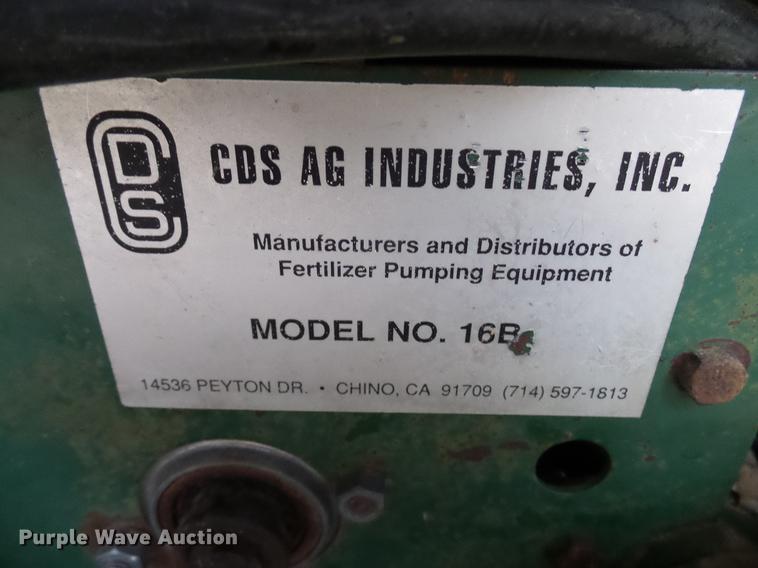 CDS
CDS AG INDUSTRIES, INC.
Manufacturers and Distributors of
Fertilizer Pumping Equipment
MODEL NO. 16B
14536 PEYTON DR. • CHINO, CA 91709 (714) 597-1813
Purple Wave Auction